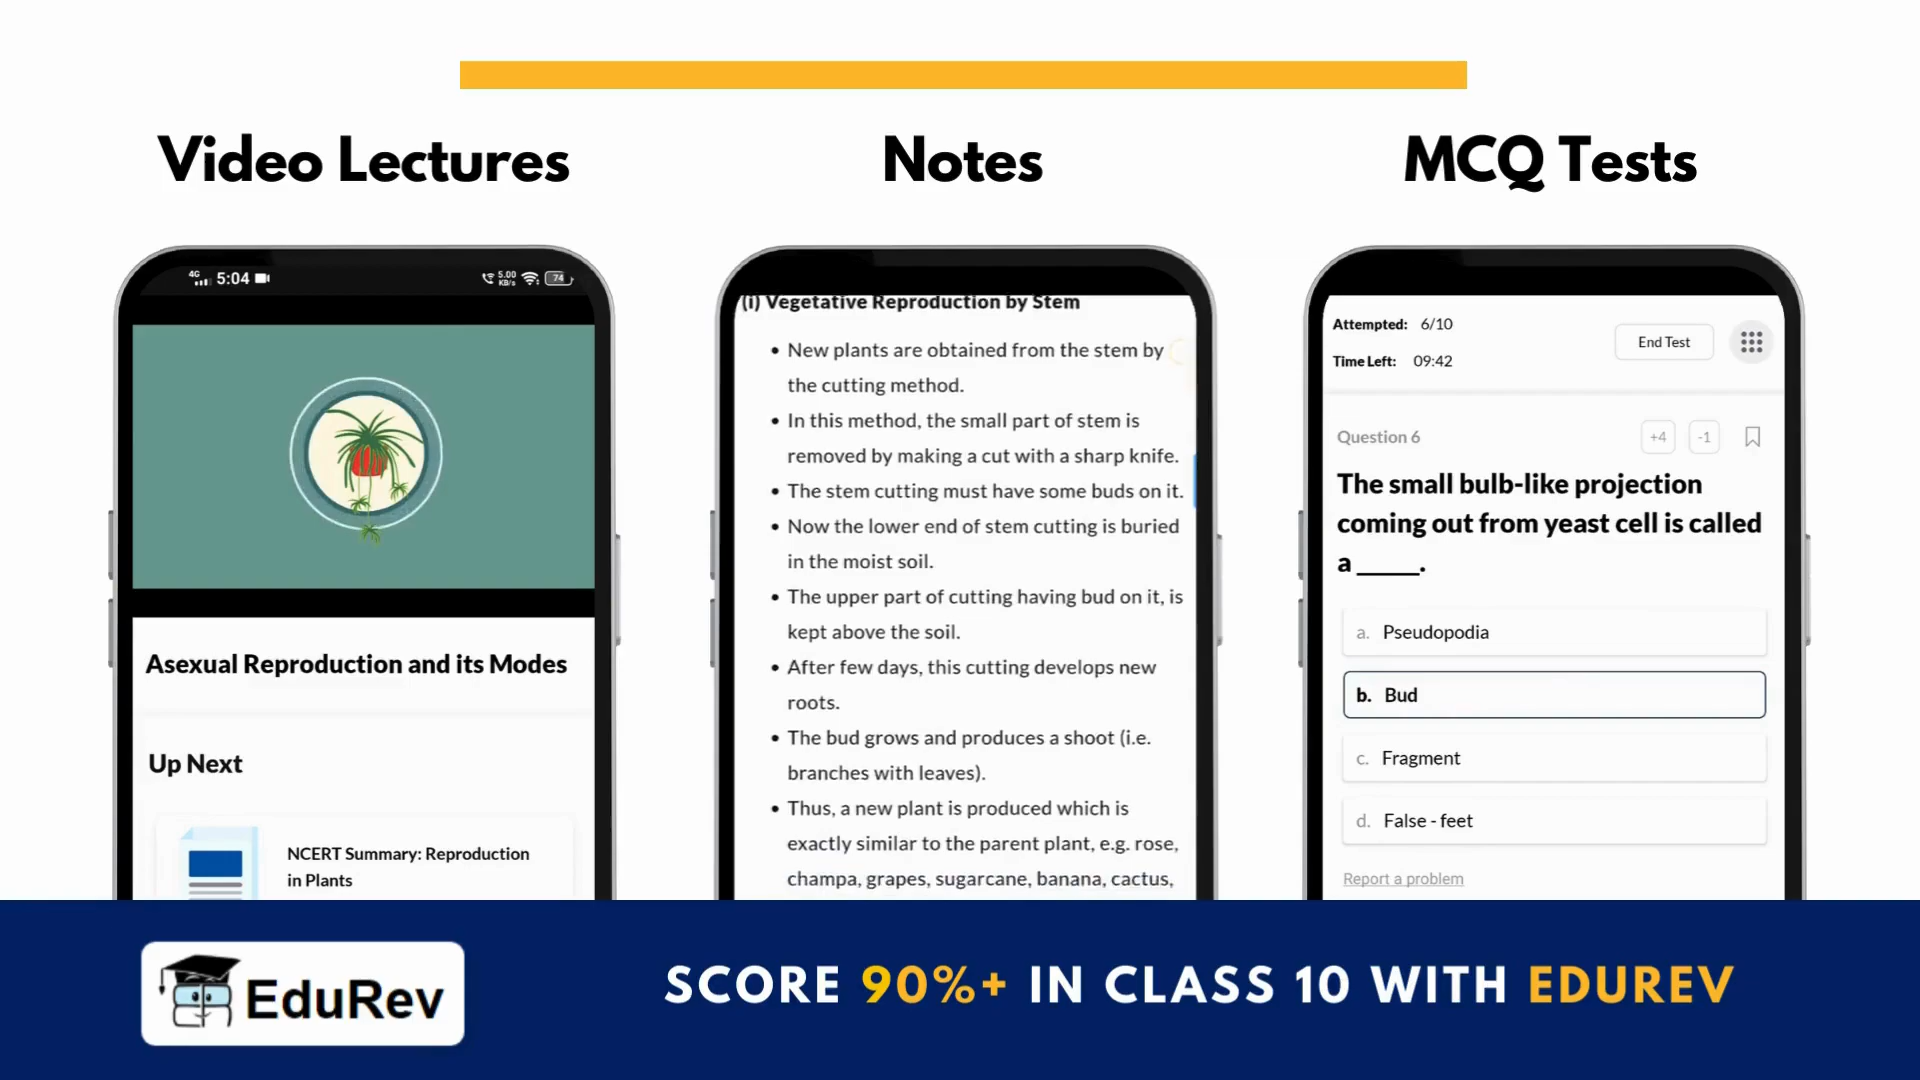 Video Lectures
Notes
MCQ Tests
4G 5:04 5.00 KB/s 74
Asexual Reproduction and its Modes
Up Next
NCERT Summary: Reproduction
in Plants
(i) Vegetative Reproduction by Stem
• New plants are obtained from the stem by
the cutting method.
• In this method, the small part of stem is
removed by making a cut with a sharp knife.
• The stem cutting must have some buds on it.
• Now the lower end of stem cutting is buried
in the moist soil.
• The upper part of cutting having bud on it, is
kept above the soil.
• After few days, this cutting develops new
roots.
• The bud grows and produces a shoot (i.e.
branches with leaves).
• Thus, a new plant is produced which is
exactly similar to the parent plant, e.g. rose,
champa, grapes, sugarcane, banana, cactus,
Attempted: 6/10
Time Left: 09:42
End Test
Question 6
+4 -1
The small bulb-like projection
coming out from yeast cell is called
a _____.
a. Pseudopodia
b. Bud
c. Fragment
d. False - feet
Report a problem
EduRev
SCORE 90%+ IN CLASS 10 WITH EDUREV